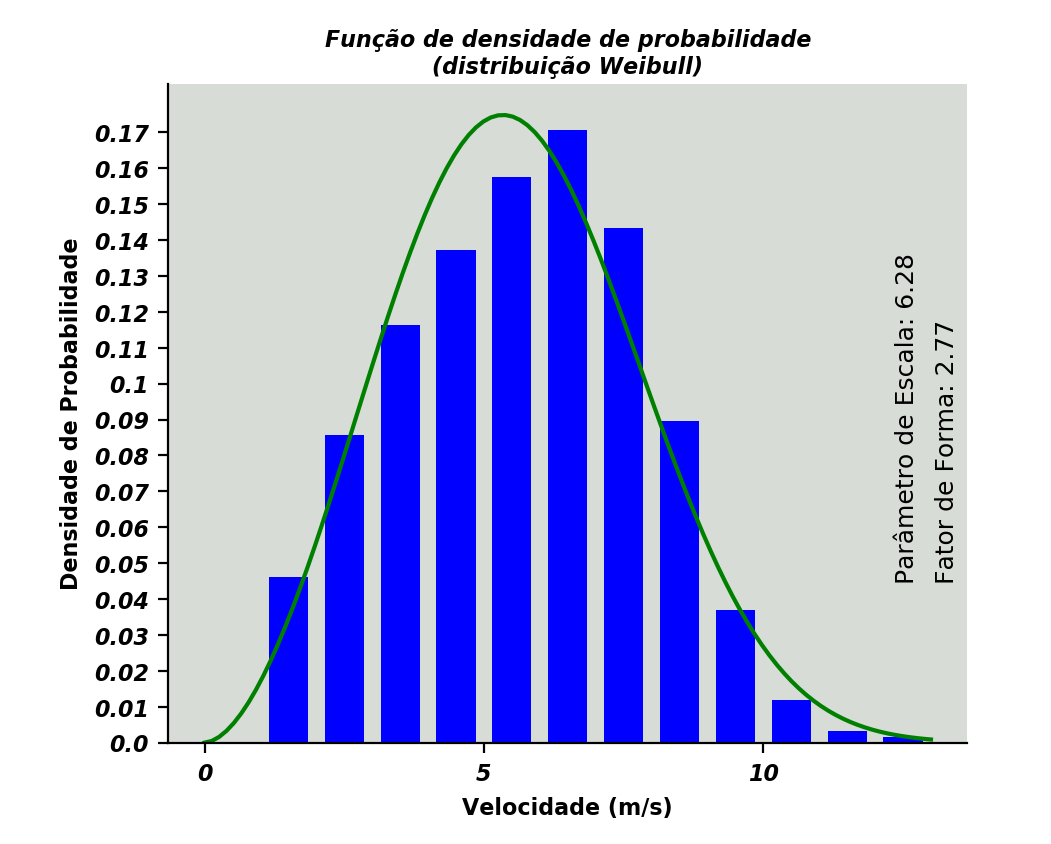 Função de densidade de probabilidade
(distribuição Weibull)
Densidade de Probabilidade
0.17
0.16
0.15
0.14
0.13
0.12
0.11
0.1
0.09
0.08
0.07
0.06
0.05
0.04
0.03
0.02
0.01
0.0
0 5 10
Velocidade (m/s)
Parâmetro de Escala: 6.28
Fator de Forma: 2.77